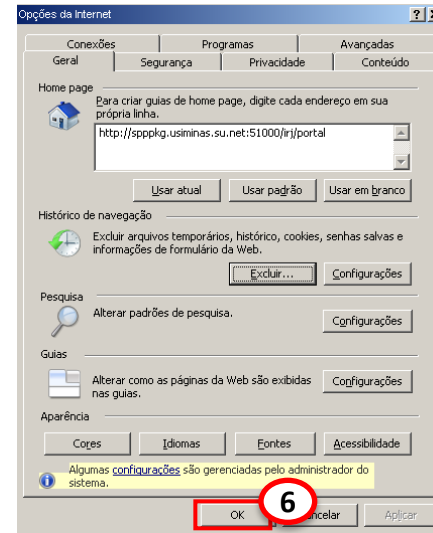 Opções da Internet
Conexões Programas Avançadas
Geral Segurança Privacidade Conteúdo
Home page
Para criar guias de home page, digite cada endereço em sua
própria linha.
http://spppkg.usiminas.su.net:51000/irj/portal
Usar atual Usar padrão Usar em branco
Histórico de navegação
Excluir arquivos temporários, histórico, cookies, senhas salvas e
informações de formulário da Web.
Excluir... Configurações
Pesquisa
Alterar padrões de pesquisa.
Configurações
Guias
Alterar como as páginas da Web são exibidas
nas guias.
Configurações
Aparência
Cores Idiomas Fontes Acessibilidade
Algumas configurações são gerenciadas pelo administrador do
sistema.
OK 6 ncelar Aplicar